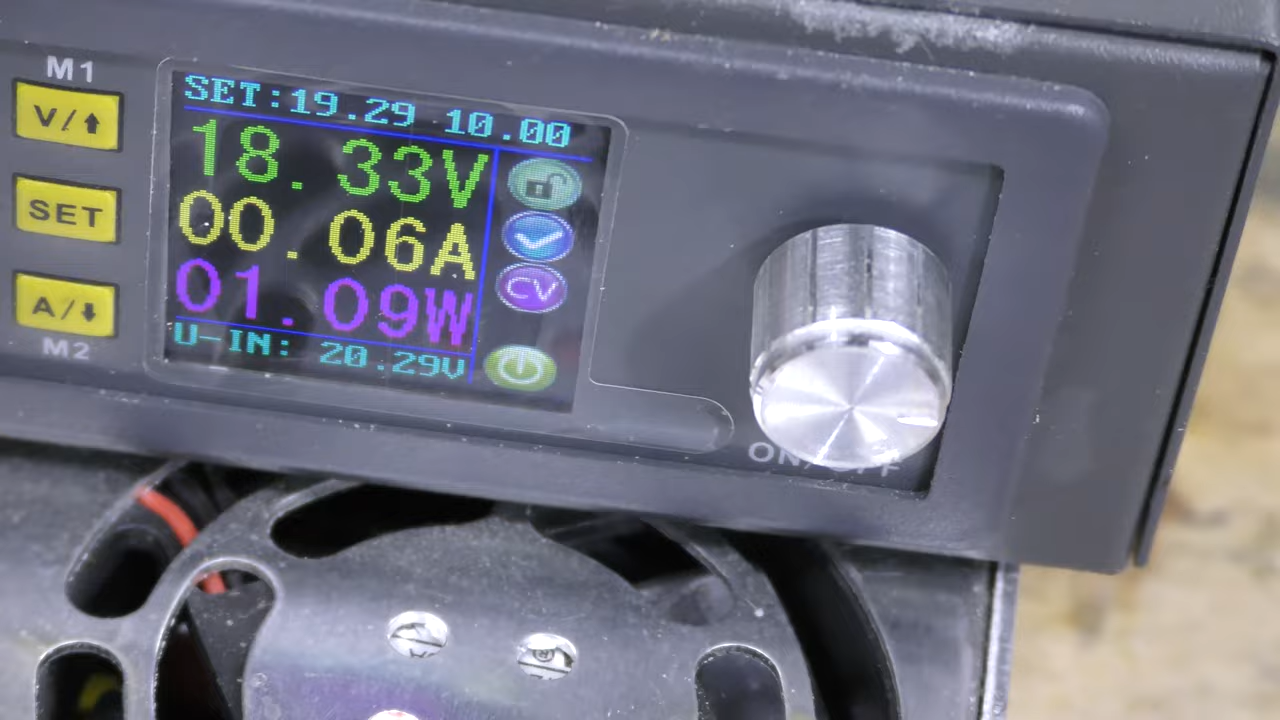 M1
V/⬆
SET
A/⬇
M2
SET:19.29 10.00
18.33V
00.06A
01.09W
U-IN: 20.29V
CV
ON/OFF